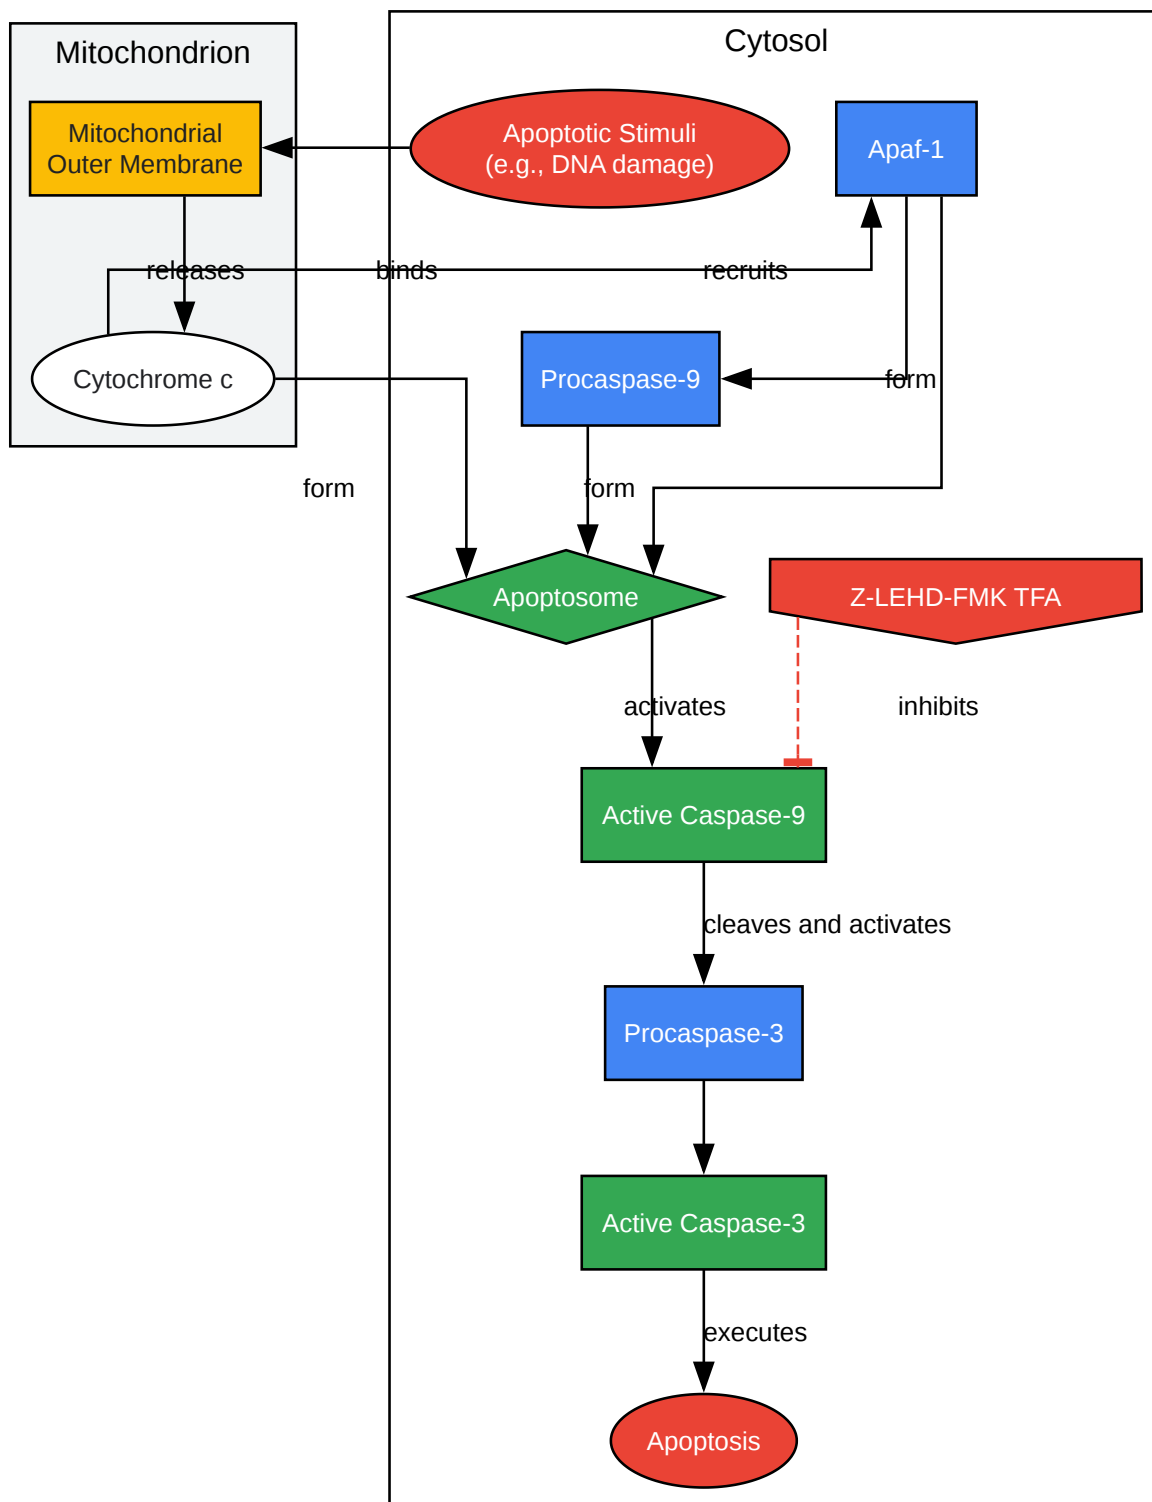 Mitochondrion
Cytosol
Mitochondrial
Outer Membrane
Apoptotic Stimuli
(e.g., DNA damage)
Apaf-1
releases
binds
recruits
Cytochrome c
Procaspase-9
form
form
form
Apoptosome
Z-LEHD-FMK TFA
activates
inhibits
Active Caspase-9
cleaves and activates
Procaspase-3
Active Caspase-3
executes
Apoptosis